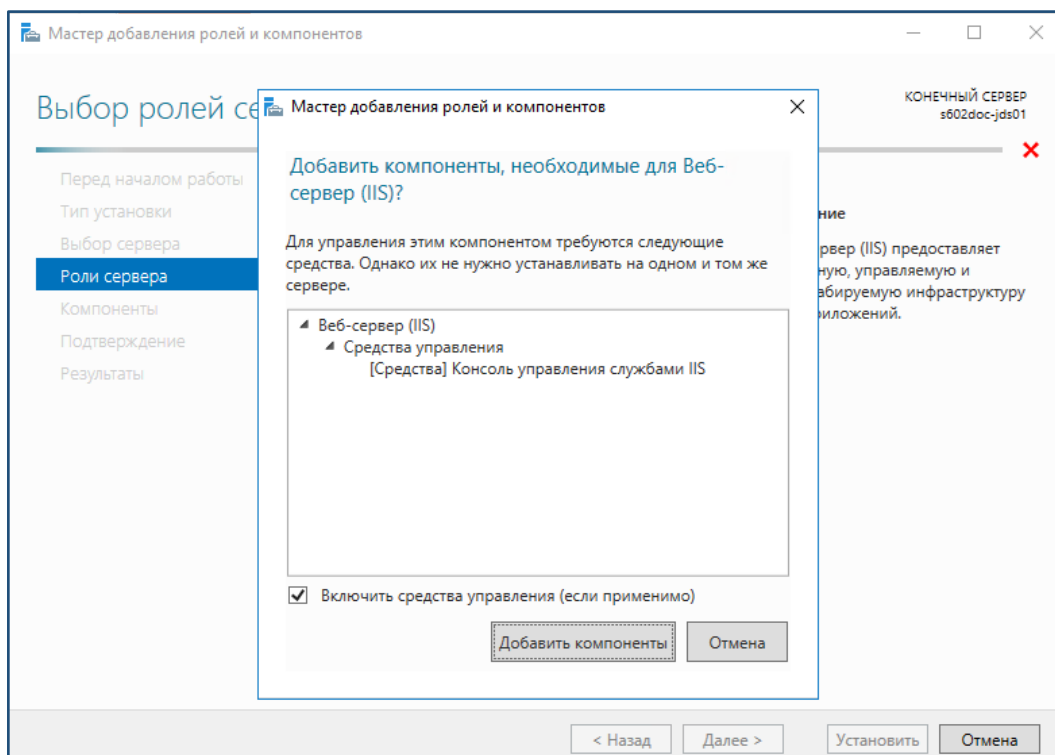 Мастер добавления ролей и компонентов
Выбор ролей се
КОНЕЧНЫЙ СЕРВЕР
s602doc-jds01
Перед началом работы
Тип установки
Выбор сервера
Роли сервера
Компоненты
Подтверждение
Результаты
Мастер добавления ролей и компонентов
Добавить компоненты, необходимые для Веб-
сервер (IIS)?
Для управления этим компонентом требуются следующие
средства. Однако их не нужно устанавливать на одном и том же
сервере.
Веб-сервер (IIS)
Средства управления
[Средства] Консоль управления службами IIS
Включить средства управления (если применимо)
Добавить компоненты Отмена
ние
рвер (IIS) предоставляет
ную, управляемую и
абируемую инфраструктуру
риложений.
< Назад Далее > Установить Отмена